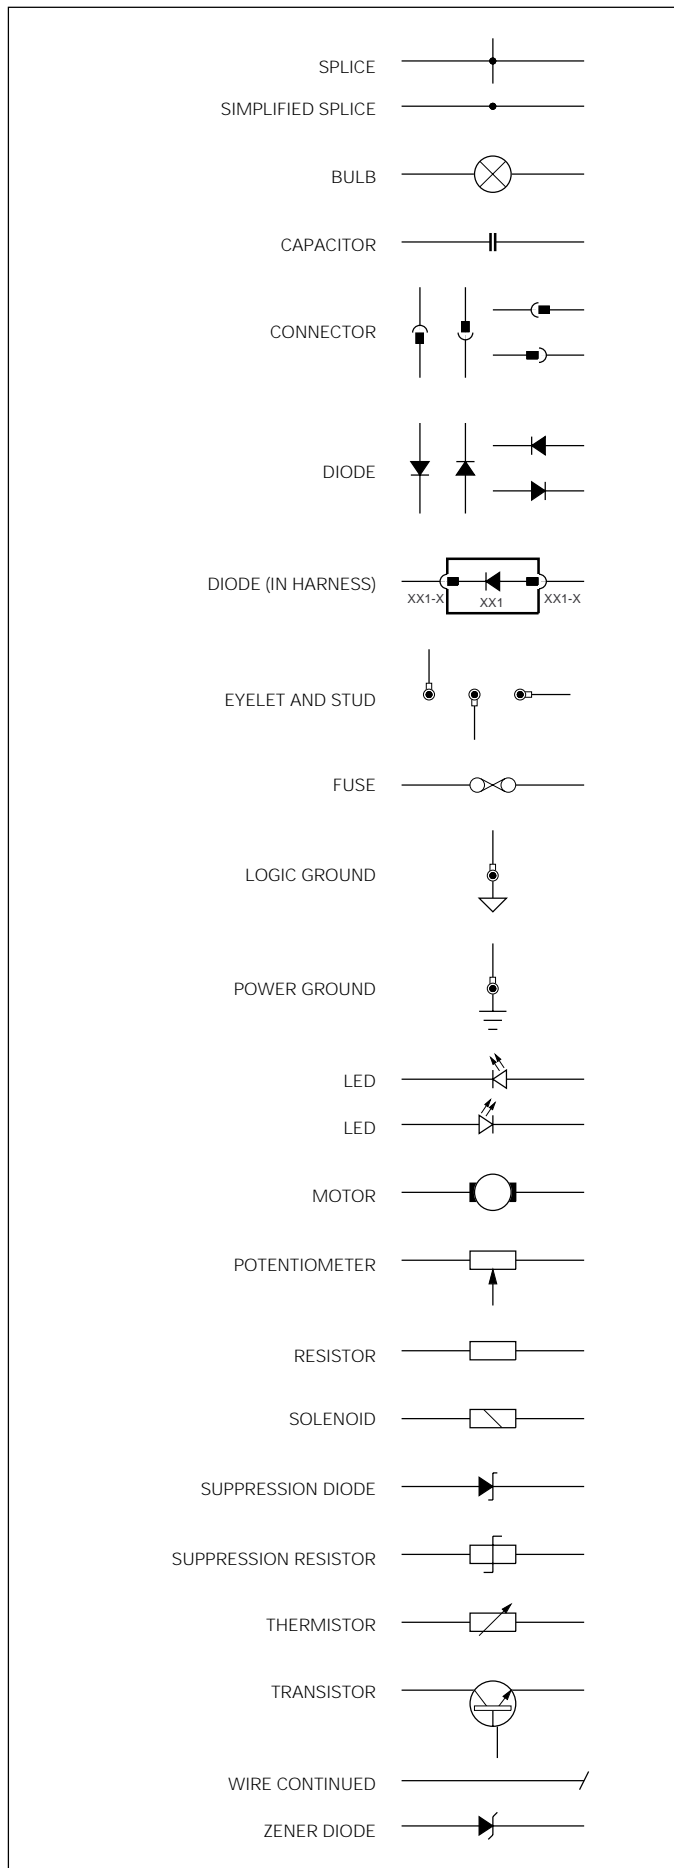 SPLICE
SIMPLIFIED SPLICE
BULB
CAPACITOR
CONNECTOR
DIODE
DIODE (IN HARNESS)
XX1-X XX1 XX1-X
EYELET AND STUD
FUSE
LOGIC GROUND
POWER GROUND
LED
LED
MOTOR
POTENTIOMETER
RESISTOR
SOLENOID
SUPPRESSION DIODE
SUPPRESSION RESISTOR
THERMISTOR
TRANSISTOR
WIRE CONTINUED
ZENER DIODE